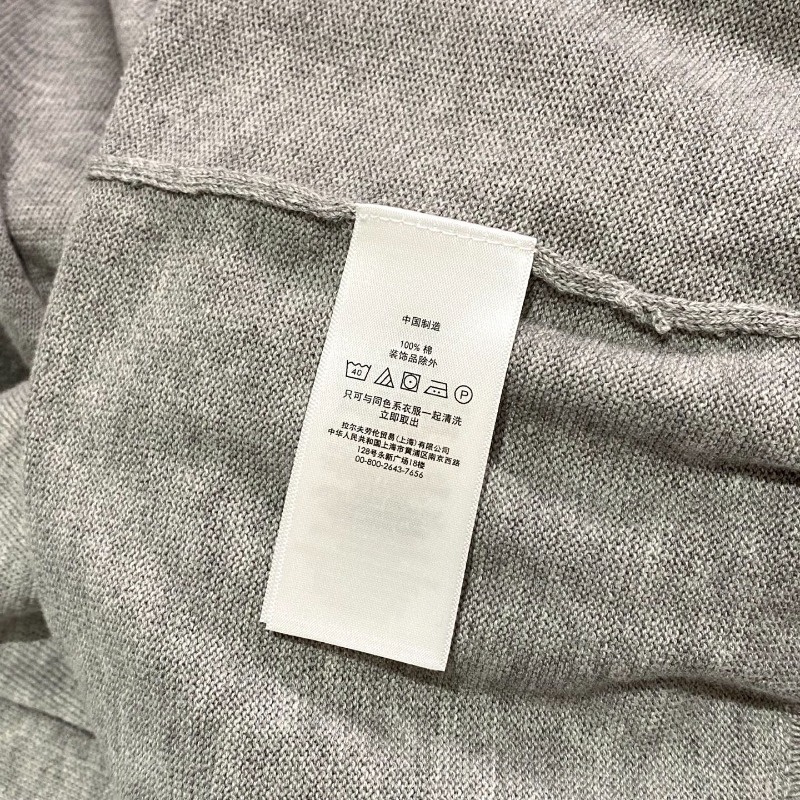 中国制造
100% 棉
装饰品除外
40 P
只可与同色系衣服一起清洗
立即取出
拉尔夫劳伦贸易(上海)有限公司
中华人民共和国上海市黄浦区南京西路
128号永新广场18楼
00-800-2643-7656